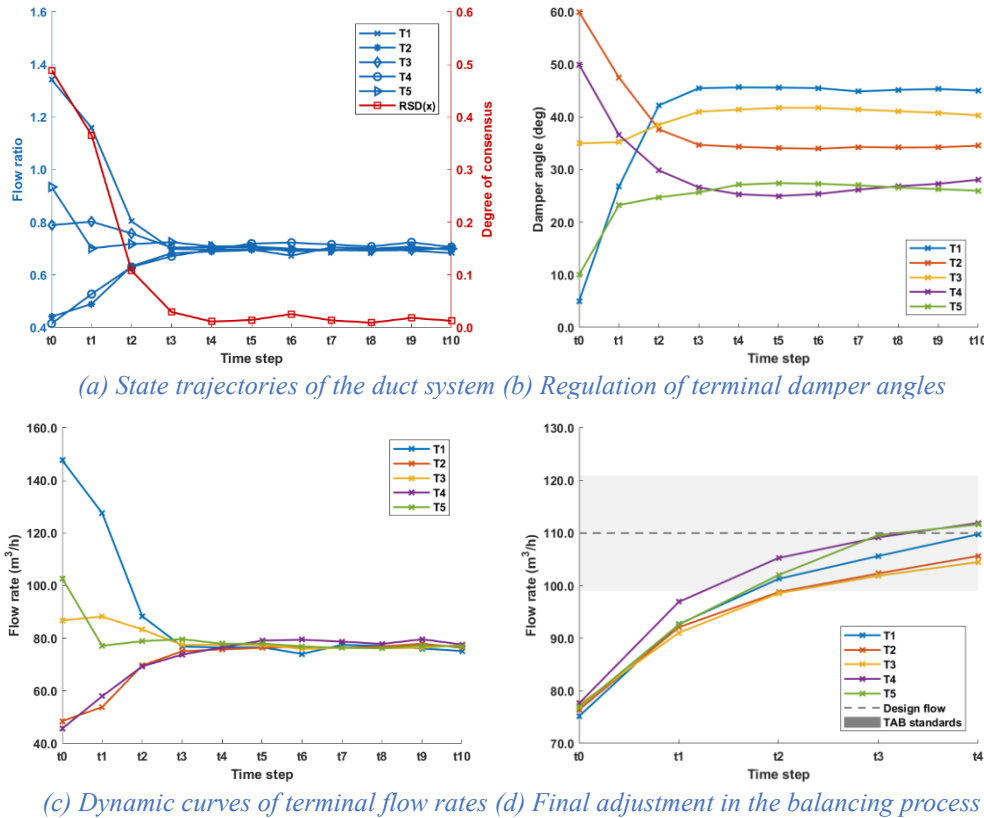 1.6
1.4
1.2
1.0
0.8
0.6
0.4
Flow ratio
0.6
0.5
0.4
0.3
0.2
0.1
0.0
Degree of consensus
T1
T2
T3
T4
T5
RSD(x)
t0 t1 t2 t3 t4 t5 t6 t7 t8 t9 t10
Time step
60.0
50.0
40.0
30.0
20.0
10.0
0.0
Damper angle (deg)
T1
T2
T3
T4
T5
t0 t1 t2 t3 t4 t5 t6 t7 t8 t9 t10
Time step
(a) State trajectories of the duct system (b) Regulation of terminal damper angles
160.0
140.0
120.0
100.0
80.0
60.0
40.0
Flow rate (m³/h)
T1
T2
T3
T4
T5
t0 t1 t2 t3 t4 t5 t6 t7 t8 t9 t10
Time step
130.0
120.0
110.0
100.0
90.0
80.0
70.0
Flow rate (m³/h)
T1
T2
T3
T4
T5
Design flow
TAB standards
t0 t1 t2 t3 t4
Time step
(c) Dynamic curves of terminal flow rates (d) Final adjustment in the balancing process